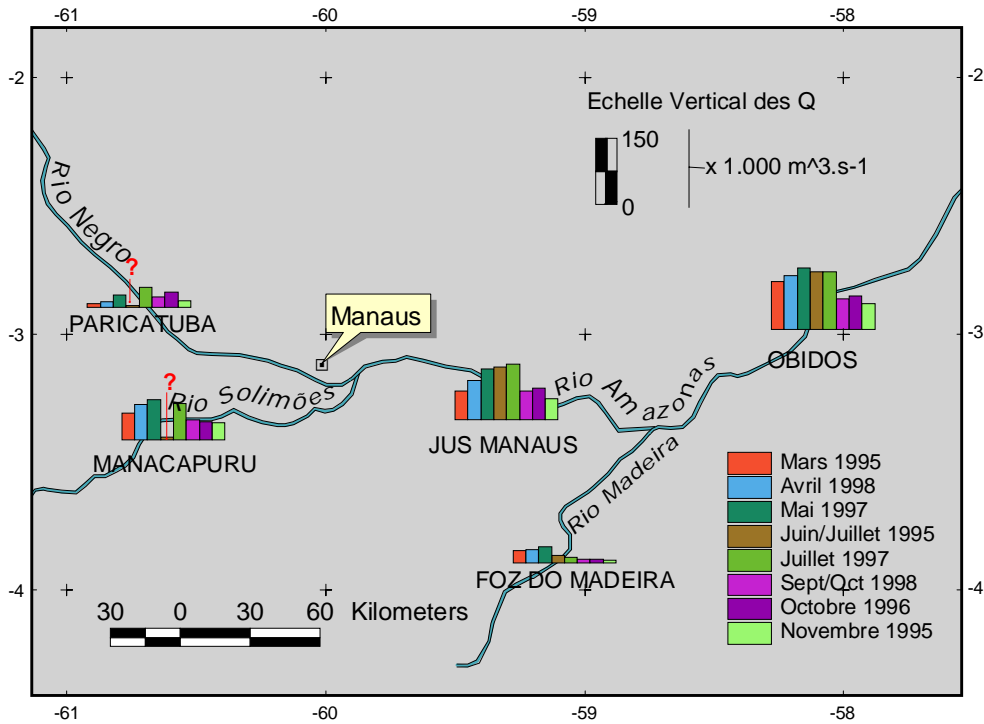 -61
-60
-59
-58
-2
-2
Echelle Vertical des Q
150
x 1.000 m^3.s-1
0
Rio Negro
?
PARICATUBA
Manaus
-3
-3
OBIDOS
?
Rio Solimões
Rio Amazonas
JUS MANAUS
MANACAPURU
Rio Madeira
Mars 1995
Avril 1998
Mai 1997
Juin/Juillet 1995
Juillet 1997
Sept/Oct 1998
Octobre 1996
Novembre 1995
FOZ DO MADEIRA
-4
-4
30 0 30 60 Kilometers
-61
-60
-59
-58